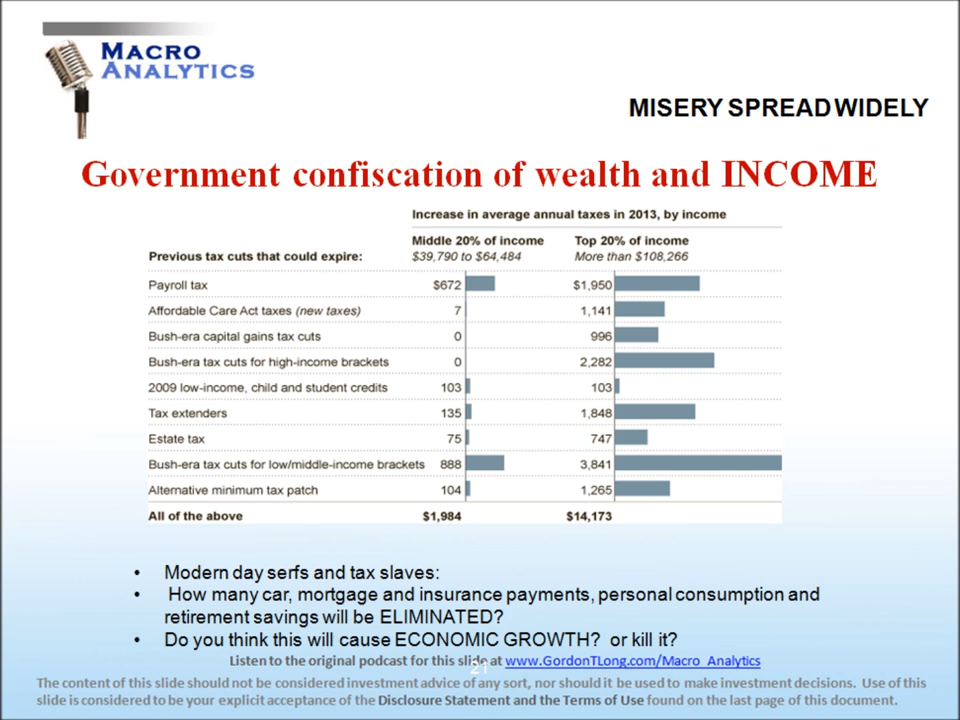 MACRO
ANALYTICS
MISERY SPREAD WIDELY
Government confiscation of wealth and INCOME
Increase in average annual taxes in 2013, by income
Middle 20% of income Top 20% of income
Previous tax cuts that could expire: $39,790 to $64,484 More than $108,266
Payroll tax $672 $1,950
Affordable Care Act taxes (new taxes) 7 1,141
Bush-era capital gains tax cuts 0 996
Bush-era tax cuts for high-income brackets 0 2,282
2009 low-income, child and student credits 103 103
Tax extenders 135 1,848
Estate tax 75 747
Bush-era tax cuts for low/middle-income brackets 888 3,841
Alternative minimum tax patch 104 1,265
All of the above $1,984 $14,173
• Modern day serfs and tax slaves:
• How many car, mortgage and insurance payments, personal consumption and
retirement savings will be ELIMINATED?
• Do you think this will cause ECONOMIC GROWTH? or kill it?
Listen to the original podcast for this slide at www.GordonTLong.com/Macro_Analytics
21
The content of this slide should not be considered investment advice of any sort, nor should it be used to make investment decisions. Use of this
slide is considered to be your explicit acceptance of the Disclosure Statement and the Terms of Use found on the last page of this document.